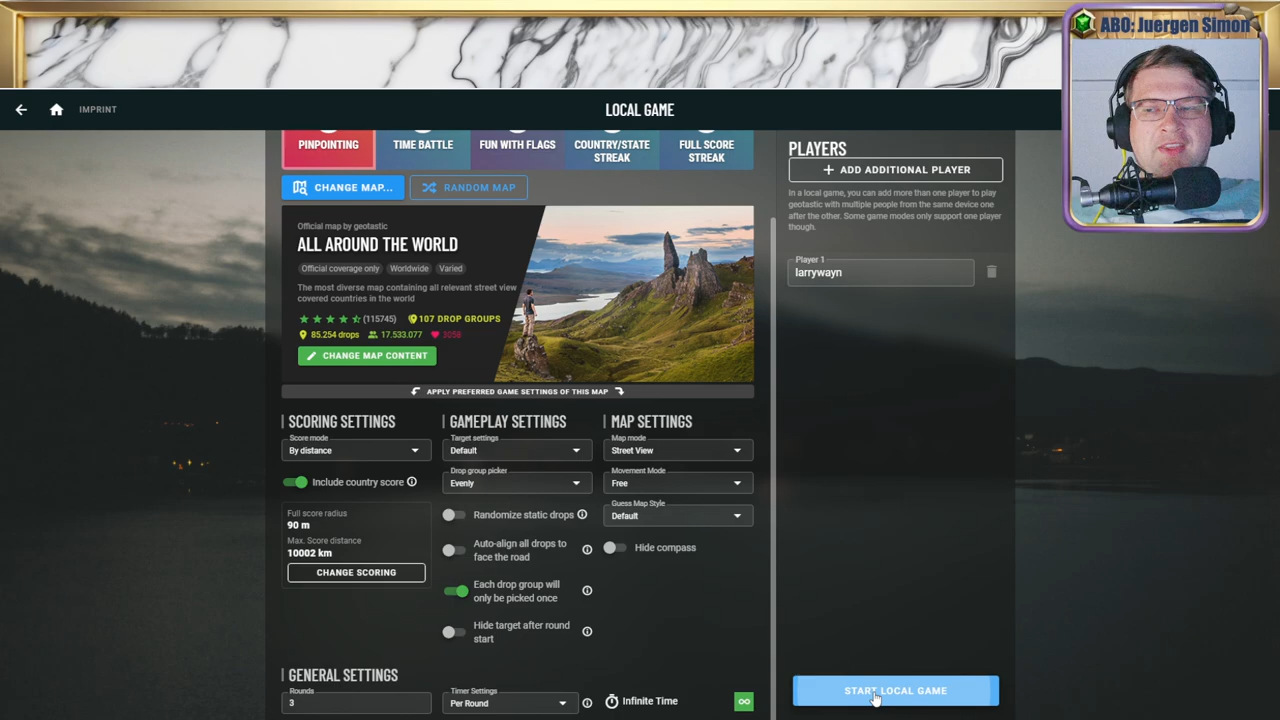 ABO: Juergen Simon
IMPRINT
LOCAL GAME
PINPOINTING
TIME BATTLE
FUN WITH FLAGS
COUNTRY/STATE
STREAK
FULL SCORE
STREAK
CHANGE MAP...
RANDOM MAP
Official map by geotastic
ALL AROUND THE WORLD
Official coverage only
Worldwide
Varied
The most diverse map containing all relevant street view
covered countries in the world
(115745)
107 DROP GROUPS
85.254 drops
17.533.077
3058
CHANGE MAP CONTENT
APPLY PREFERRED GAME SETTINGS OF THIS MAP
SCORING SETTINGS
Score mode
By distance
Include country score
Full score radius
90 m
Max. Score distance
10002 km
CHANGE SCORING
GAMEPLAY SETTINGS
Target settings
Default
Drop group picker
Evenly
Randomize static drops
Auto-align all drops to
face the road
Each drop group will
only be picked once
Hide target after round
start
MAP SETTINGS
Map mode
Street View
Movement Mode
Free
Guess Map Style
Default
Hide compass
GENERAL SETTINGS
Rounds
3
Timer Settings
Per Round
Infinite Time
PLAYERS
ADD ADDITIONAL PLAYER
In a local game, you can add more than one player to play
geotastic with multiple people from the same device one
after the other. Some game modes only support one player
though.
Player 1
larrywayn
START LOCAL GAME